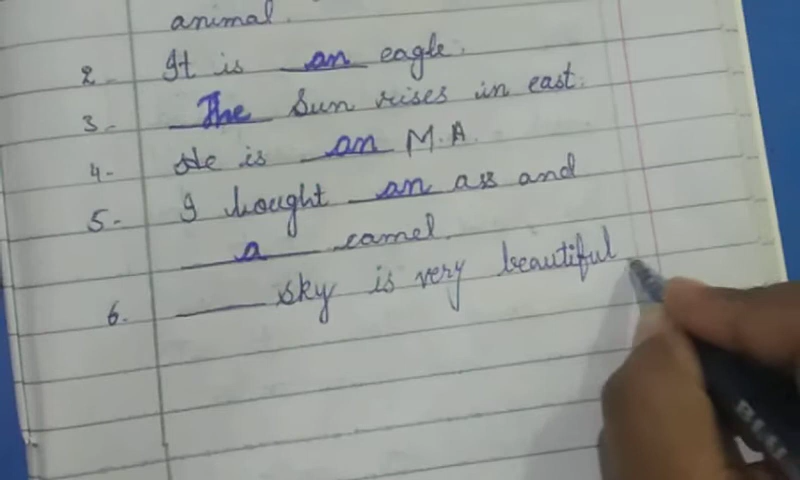 animal.
2- It is an eagle.
3- The Sun rises in east.
4- He is an M.A.
5- I bought an ass and
a camel.
6. ______ sky is very beautiful